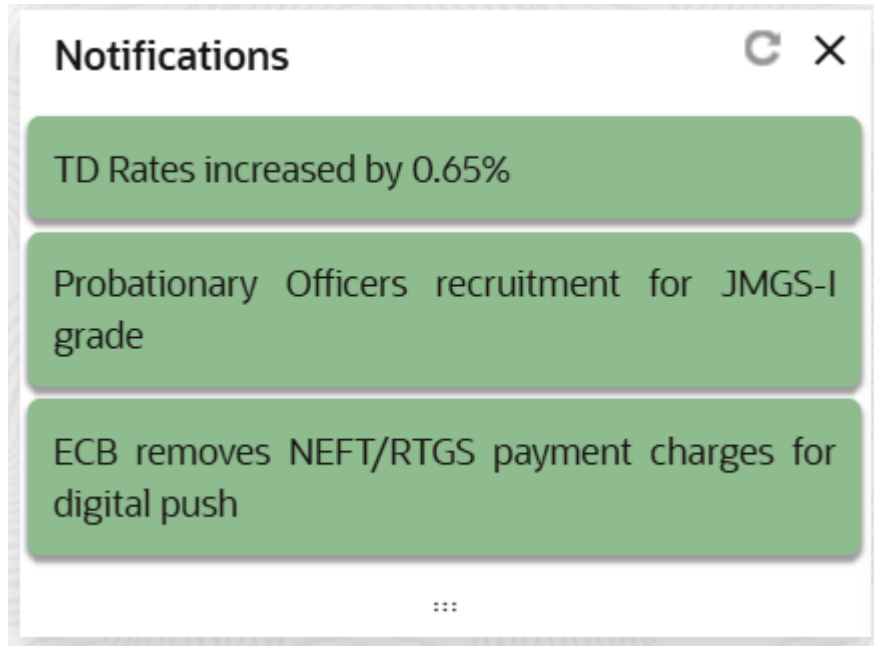 Notifications
TD Rates increased by 0.65%
Probationary Officers recruitment for JMGS-I
grade
ECB removes NEFT/RTGS payment charges for
digital push